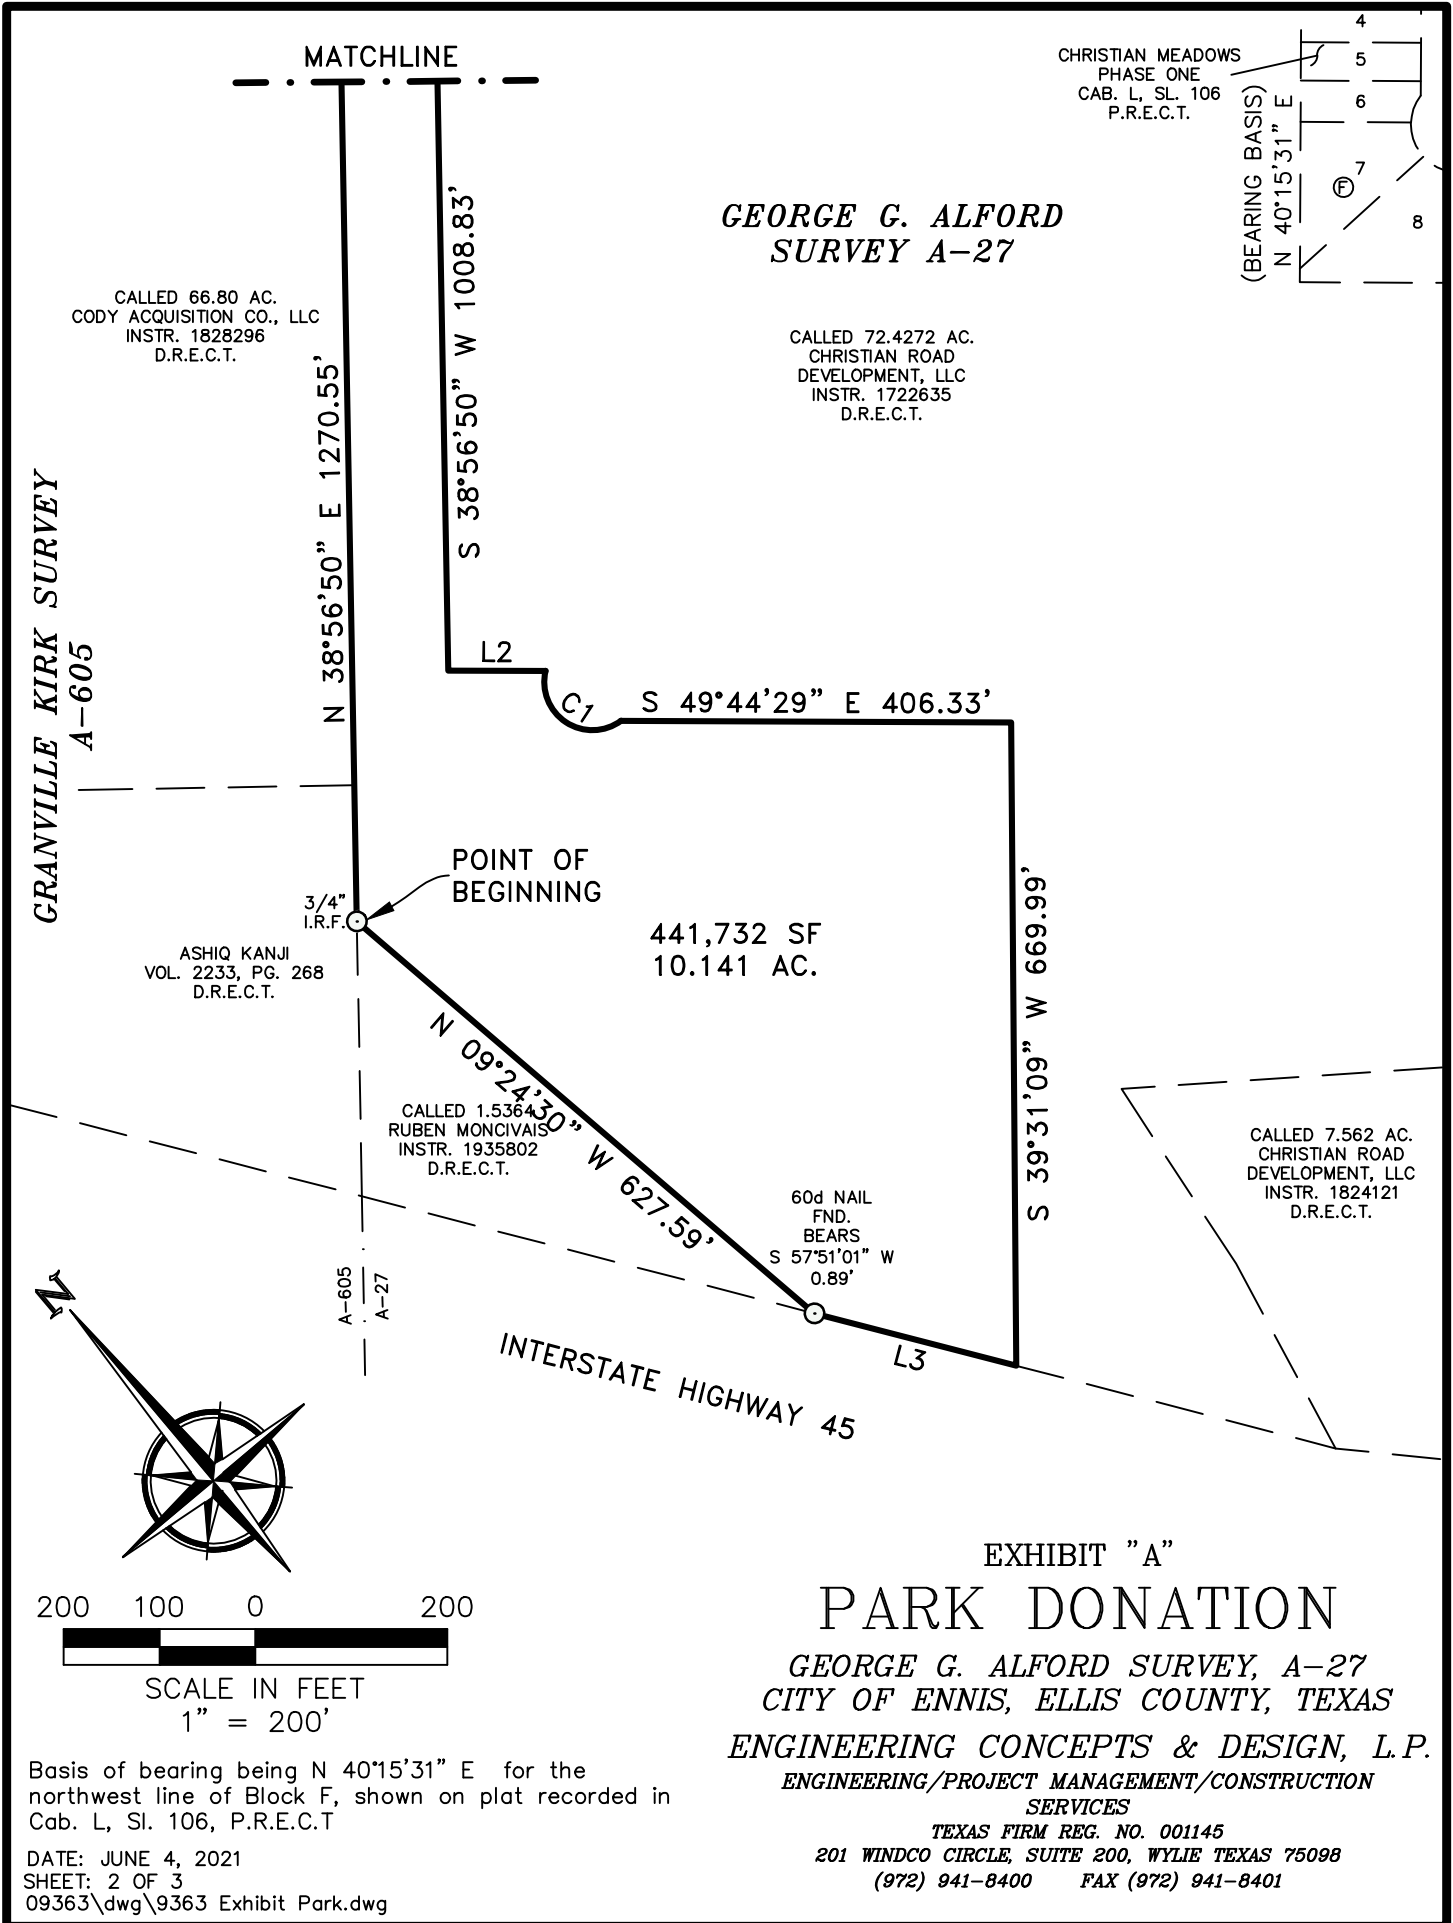 MATCHLINE
CHRISTIAN MEADOWS
PHASE ONE
CAB. L, SL. 106
P.R.E.C.T.
4
5
6
7
F
8
(BEARING BASIS)
N 40°15'31" E
GEORGE G. ALFORD
SURVEY A-27
CALLED 66.80 AC.
CODY ACQUISITION CO., LLC
INSTR. 1828296
D.R.E.C.T.
CALLED 72.4272 AC.
CHRISTIAN ROAD
DEVELOPMENT, LLC
INSTR. 1722635
D.R.E.C.T.
N 38°56'50" E 1270.55'
S 38°56'50" W 1008.83'
GRANVILLE KIRK SURVEY
A-605
L2
C1
S 49°44'29" E 406.33'
POINT OF
BEGINNING
3/4"
I.R.F.
441,732 SF
10.141 AC.
ASHIQ KANJI
VOL. 2233, PG. 268
D.R.E.C.T.
S 39°31'09" W 669.99'
N 09°24'30" W 627.59'
CALLED 1.5364
RUBEN MONCIVAIS
INSTR. 1935802
D.R.E.C.T.
CALLED 7.562 AC.
CHRISTIAN ROAD
DEVELOPMENT, LLC
INSTR. 1824121
D.R.E.C.T.
60d NAIL
FND.
BEARS
S 57°51'01" W
0.89'
A-605
A-27
L3
INTERSTATE HIGHWAY 45
N
200 100 0 200
SCALE IN FEET
1" = 200'
Basis of bearing being N 40°15'31" E for the
northwest line of Block F, shown on plat recorded in
Cab. L, Sl. 106, P.R.E.C.T
DATE: JUNE 4, 2021
SHEET: 2 OF 3
09363\dwg\9363 Exhibit Park.dwg
EXHIBIT "A"
PARK DONATION
GEORGE G. ALFORD SURVEY, A-27
CITY OF ENNIS, ELLIS COUNTY, TEXAS
ENGINEERING CONCEPTS & DESIGN, L.P.
ENGINEERING/PROJECT MANAGEMENT/CONSTRUCTION
SERVICES
TEXAS FIRM REG. NO. 001145
201 WINDCO CIRCLE, SUITE 200, WYLIE TEXAS 75098
(972) 941-8400 FAX (972) 941-8401